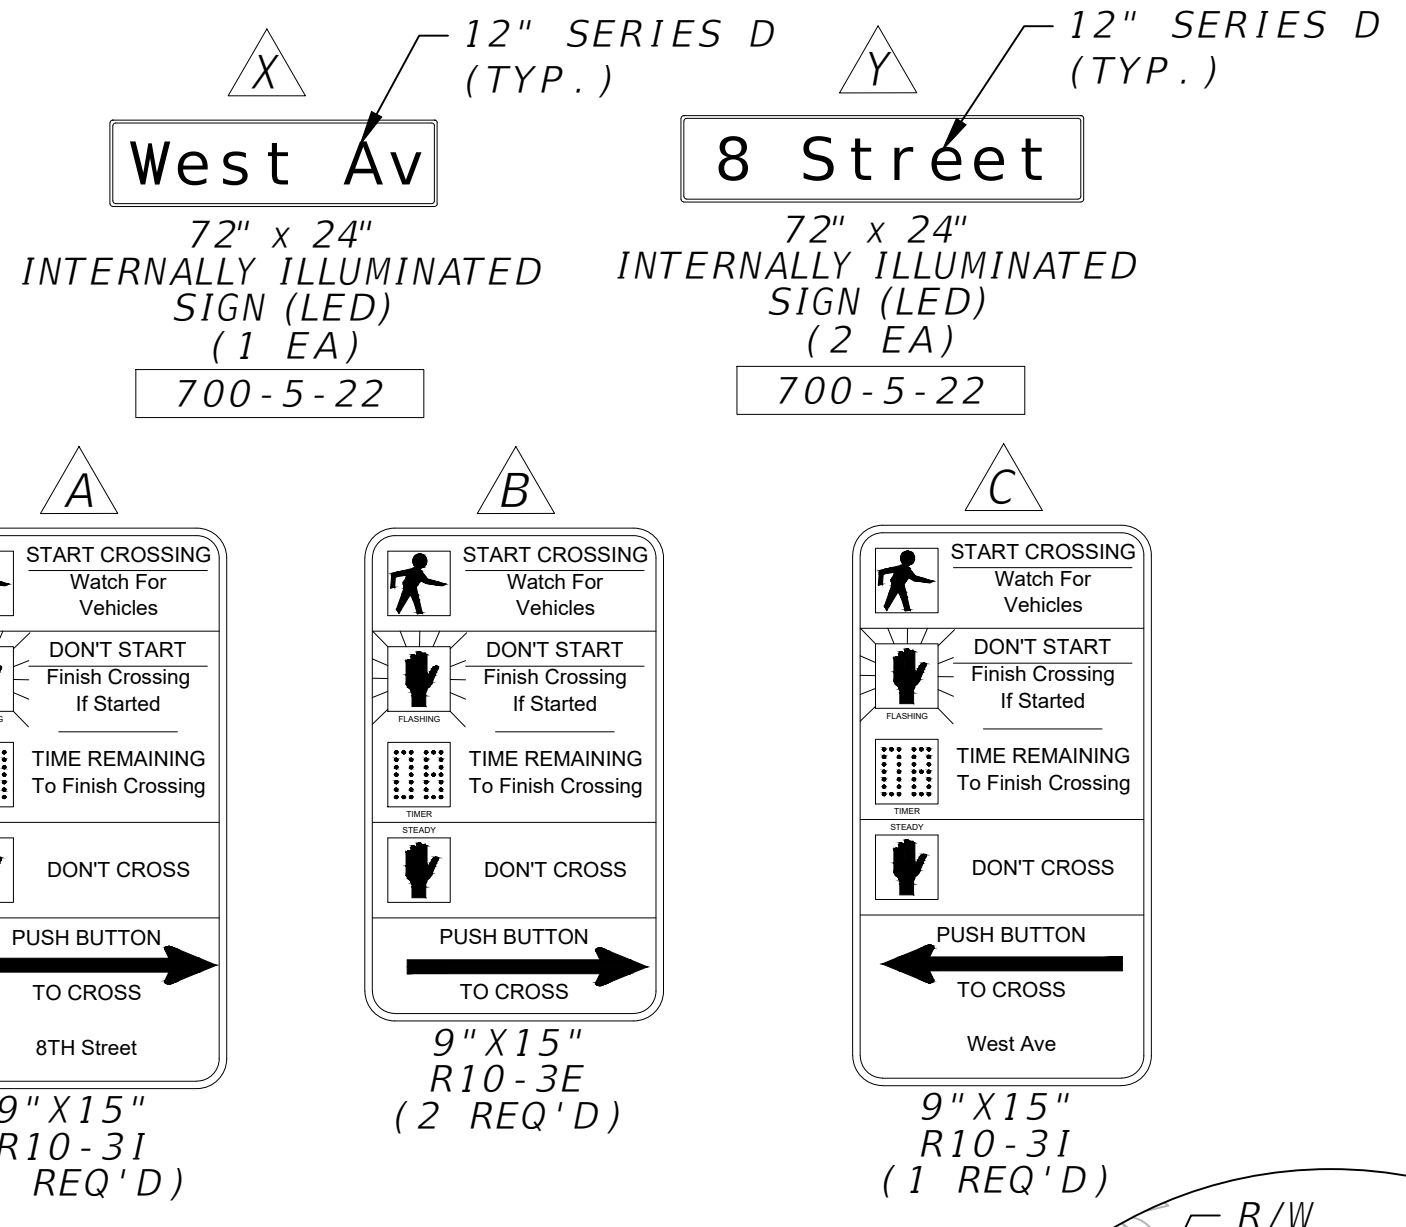 X
12" SERIES D
(TYP.)
West Av
72" x 24"
INTERNALLY ILLUMINATED
SIGN (LED)
(1 EA)
700-5-22
Y
12" SERIES D
(TYP.)
8 Street
72" x 24"
INTERNALLY ILLUMINATED
SIGN (LED)
(2 EA)
700-5-22
A
START CROSSING
Watch For
Vehicles
DON'T START
Finish Crossing
If Started
TIME REMAINING
To Finish Crossing
DON'T CROSS
PUSH BUTTON
TO CROSS
8TH Street
9"X15"
R10-3I
REQ'D)
B
START CROSSING
Watch For
Vehicles
DON'T START
Finish Crossing
If Started
FLASHING
TIME REMAINING
To Finish Crossing
TIMER
STEADY
DON'T CROSS
PUSH BUTTON
TO CROSS
9"X15"
R10-3E
(2 REQ'D)
C
START CROSSING
Watch For
Vehicles
DON'T START
Finish Crossing
If Started
FLASHING
TIME REMAINING
To Finish Crossing
TIMER
STEADY
DON'T CROSS
PUSH BUTTON
TO CROSS
West Ave
9"X15"
R10-3I
(1 REQ'D)
R/W